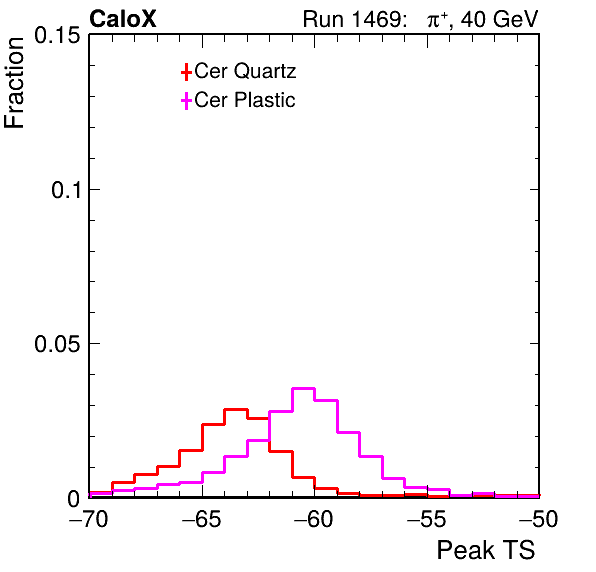 CaloX Run 1469: π⁺, 40 GeV
Cer Quartz
Cer Plastic
Fraction
0.15
0.1
0.05
0
−70 −65 −60 −55 −50
Peak TS